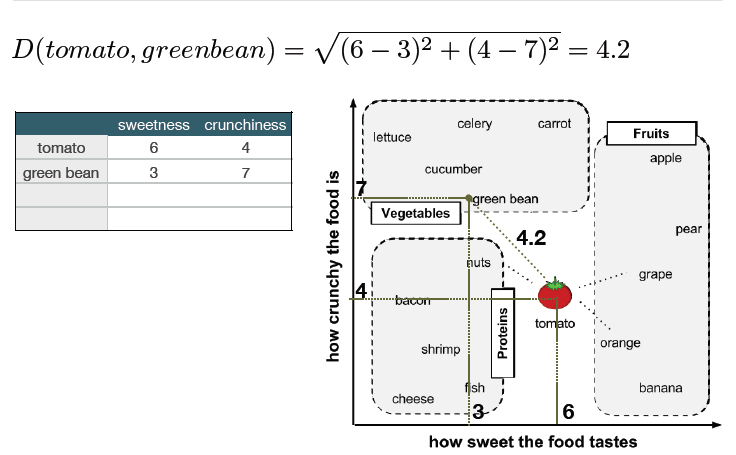 D(tomato, greenbean) = √(6 − 3)² + (4 − 7)² = 4.2
sweetness crunchiness
tomato 6 4
green bean 3 7
how crunchy the food is
7
4
lettuce
celery
carrot
cucumber
green bean
Vegetables
Fruits
apple
pear
grape
orange
banana
4.2
nuts
bacon
Proteins
shrimp
fish
cheese
tomato
3
6
how sweet the food tastes